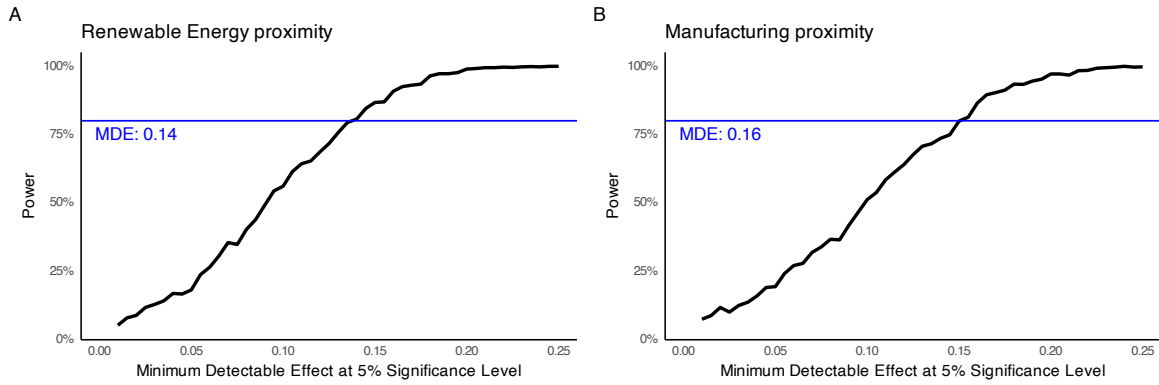 A
Renewable Energy proximity
100%
MDE: 0.14
75%
50%
25%
0%
Power
0.00 0.05 0.10 0.15 0.20 0.25
Minimum Detectable Effect at 5% Significance Level
B
Manufacturing proximity
100%
MDE: 0.16
75%
50%
25%
0%
Power
0.00 0.05 0.10 0.15 0.20 0.25
Minimum Detectable Effect at 5% Significance Level